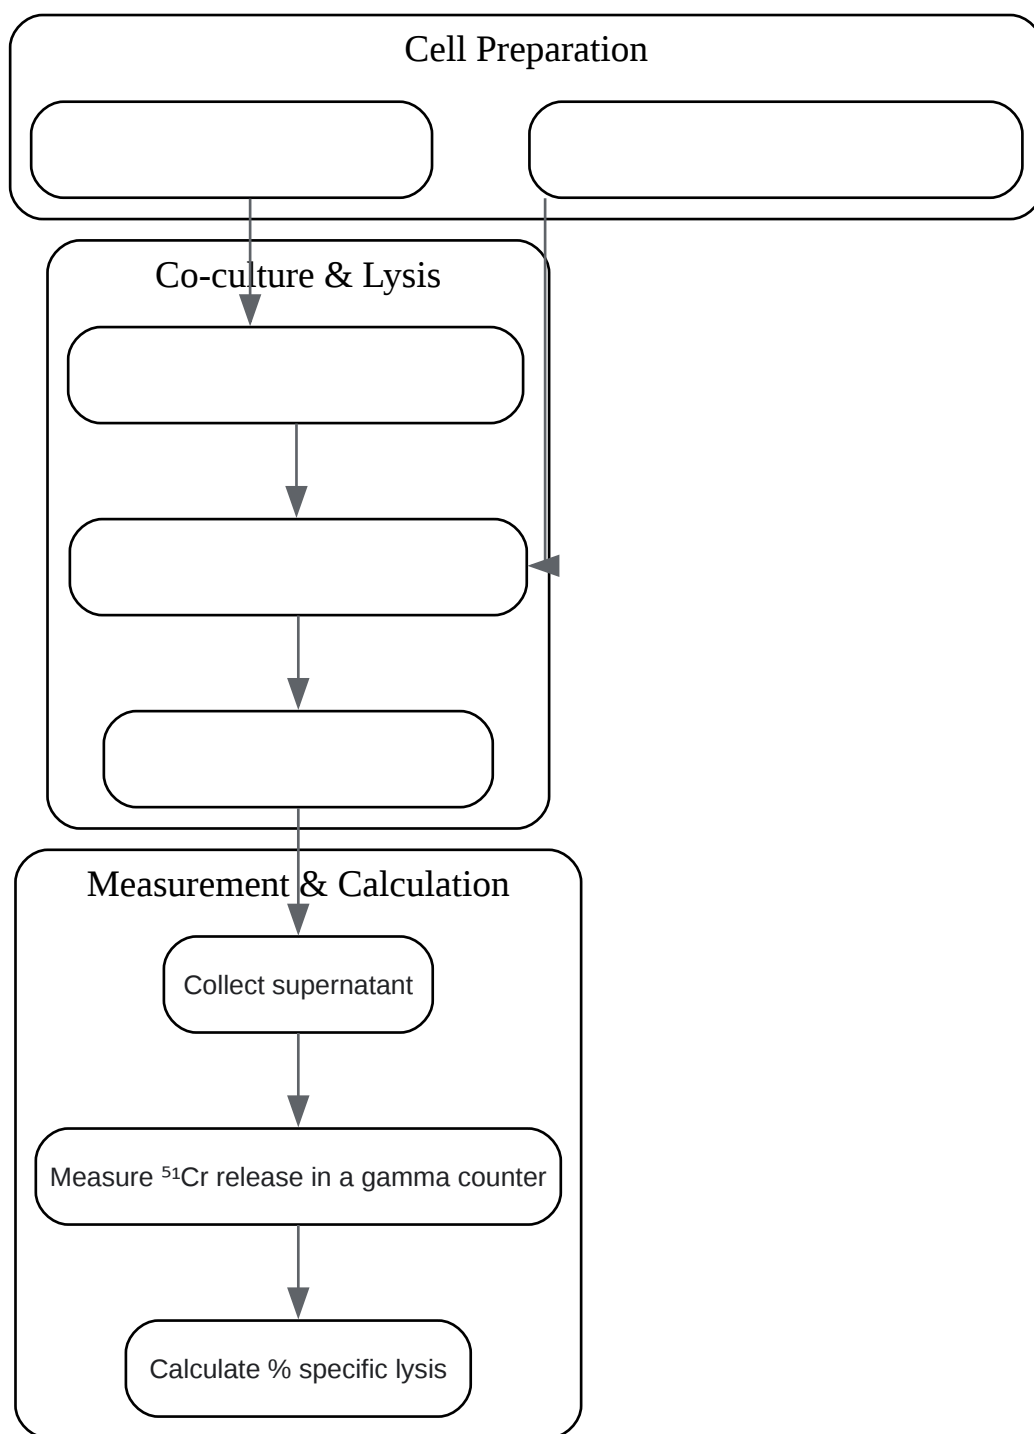 Cell Preparation
Co-culture & Lysis
Measurement & Calculation
Collect supernatant
Measure ⁵¹Cr release in a gamma counter
Calculate % specific lysis